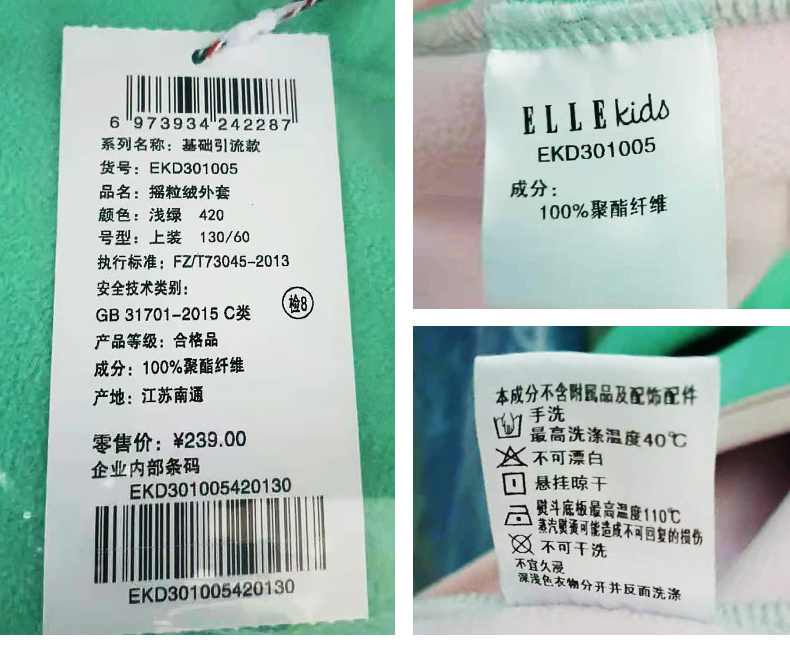 6 973934 242287
系列名称：基础引流款
货号：EKD301005
品名：摇粒绒外套
颜色：浅绿 420
号型：上装 130/60
执行标准：FZ/T73045-2013
安全技术类别：
GB 31701-2015 C类
检8
产品等级：合格品
成分：100%聚酯纤维
产地：江苏南通
零售价：¥239.00
企业内部条码
EKD301005420130
EKD301005420130
ELLE kids
EKD301005
成分：
100%聚酯纤维
本成分不含附属品及配饰配件
手洗
最高洗涤温度40℃
不可漂白
悬挂晾干
熨斗底板最高温度110℃
蒸汽熨烫可能造成不可回复的损伤
不可干洗
不宜久浸
深浅色衣物分开并反面洗涤